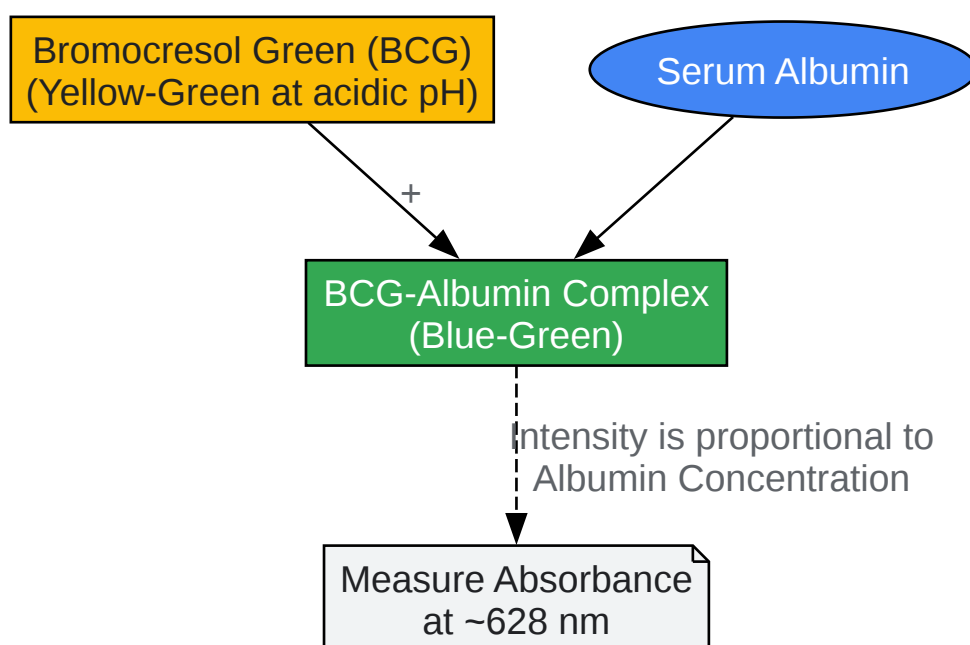 Bromocresol Green (BCG)
(Yellow-Green at acidic pH)
Serum Albumin
+
BCG-Albumin Complex
(Blue-Green)
Intensity is proportional to
Albumin Concentration
Measure Absorbance
at ~628 nm